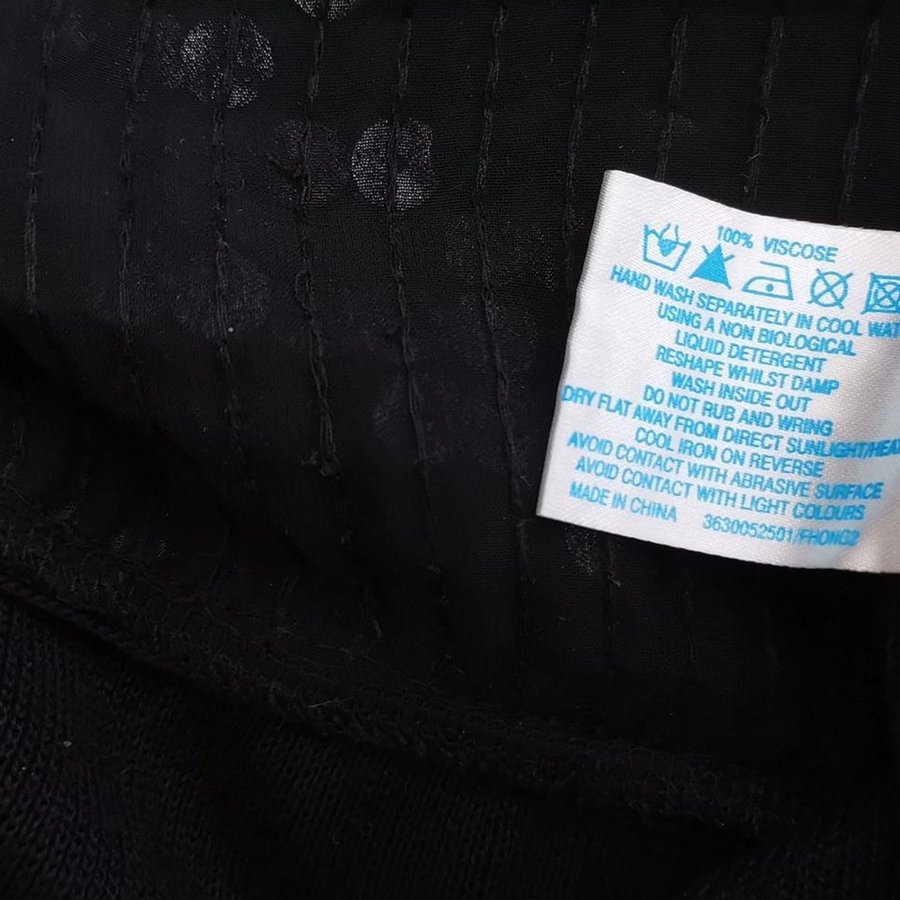 100% VISCOSE
HAND WASH SEPARATELY IN COOL WAT
USING A NON BIOLOGICAL
LIQUID DETERGENT
RESHAPE WHILST DAMP
WASH INSIDE OUT
DO NOT RUB AND WRING
DRY FLAT AWAY FROM DIRECT SUNLIGHT/HEA
COOL IRON ON REVERSE
AVOID CONTACT WITH ABRASIVE SURFACE
AVOID CONTACT WITH LIGHT COLOURS
MADE IN CHINA 3630052501/FHONG2